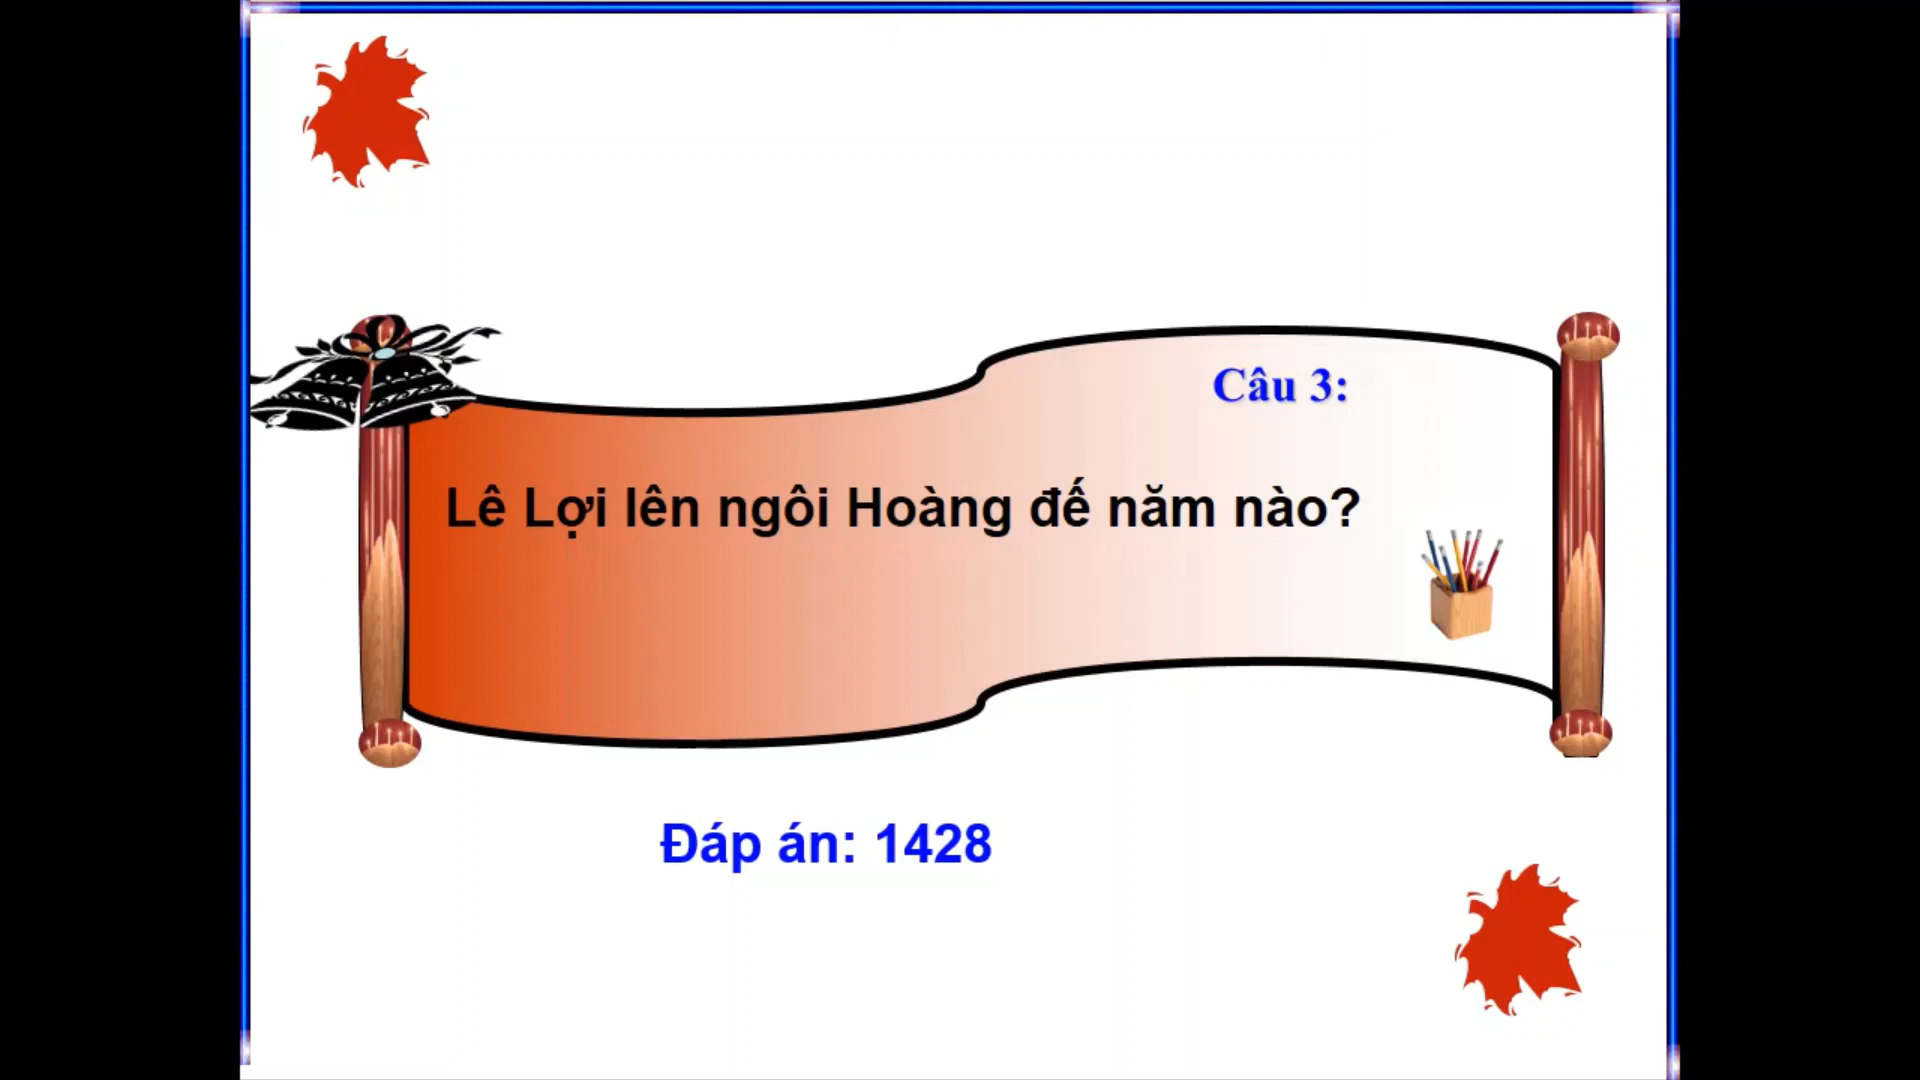 Câu 3:
Lê Lợi lên ngôi Hoàng đế năm nào?
Đáp án: 1428